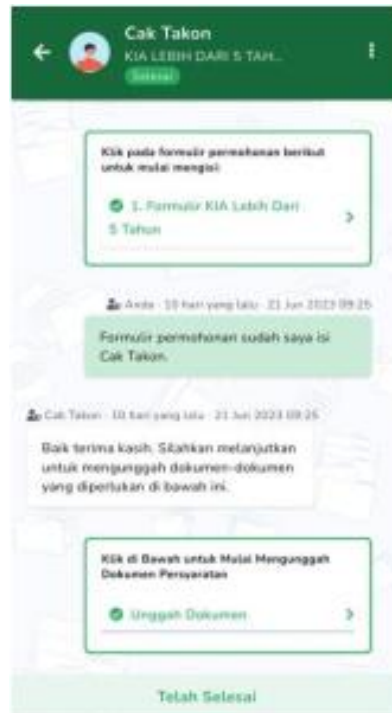 Cak Takon
KIA LEBIH DARI 5 TAH...
Selesai
Klik pada formulir permohonan berikut
untuk mulai mengisi:
1. Formulir KIA Lebih Dari
5 Tahun
Anda · 10 hari yang lalu · 21 Jun 2023 09:25
Formulir permohonan sudah saya isi
Cak Takon.
Cak Takon · 10 hari yang lalu · 21 Jun 2023 09:25
Baik terima kasih. Silahkan melanjutkan
untuk mengunggah dokumen-dokumen
yang diperlukan di bawah ini.
Klik di Bawah untuk Mulai Mengunggah
Dokumen Persyaratan
Unggah Dokumen
Telah Selesai